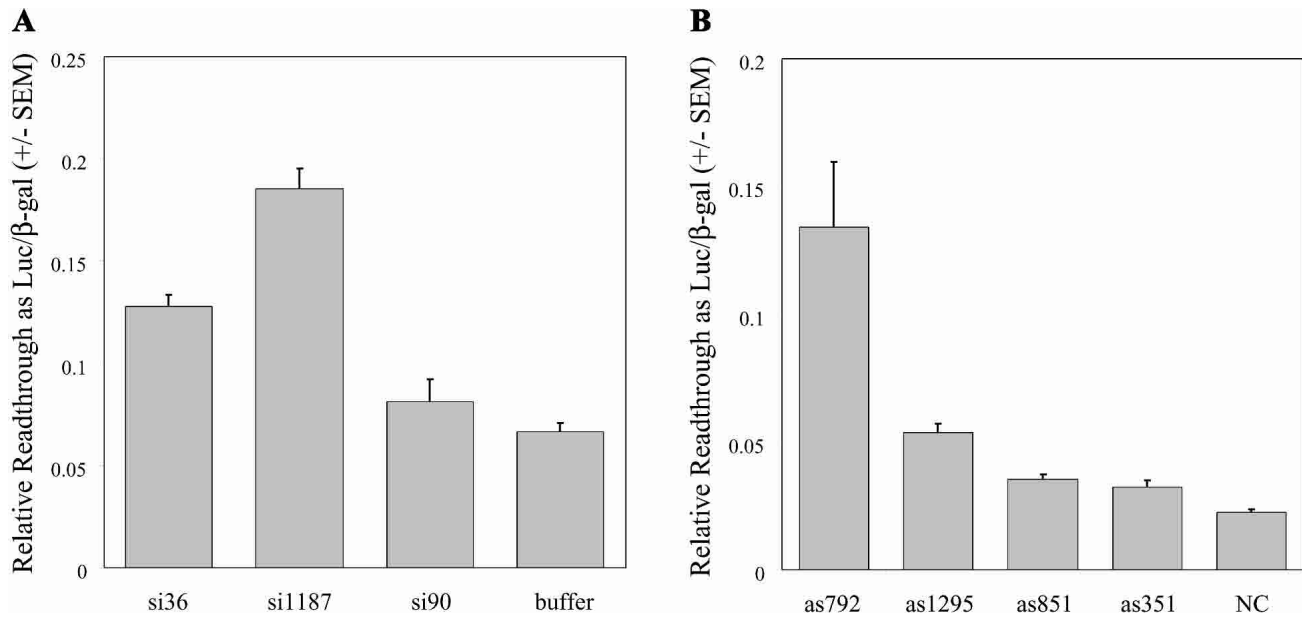 A
Relative Readthrough as Luc/β-gal (+/- SEM)
0.25
0.2
0.15
0.1
0.05
0
si36 si1187 si90 buffer
B
Relative Readthrough as Luc/β-gal (+/- SEM)
0.2
0.15
0.1
0.05
0
as792 as1295 as851 as351 NC